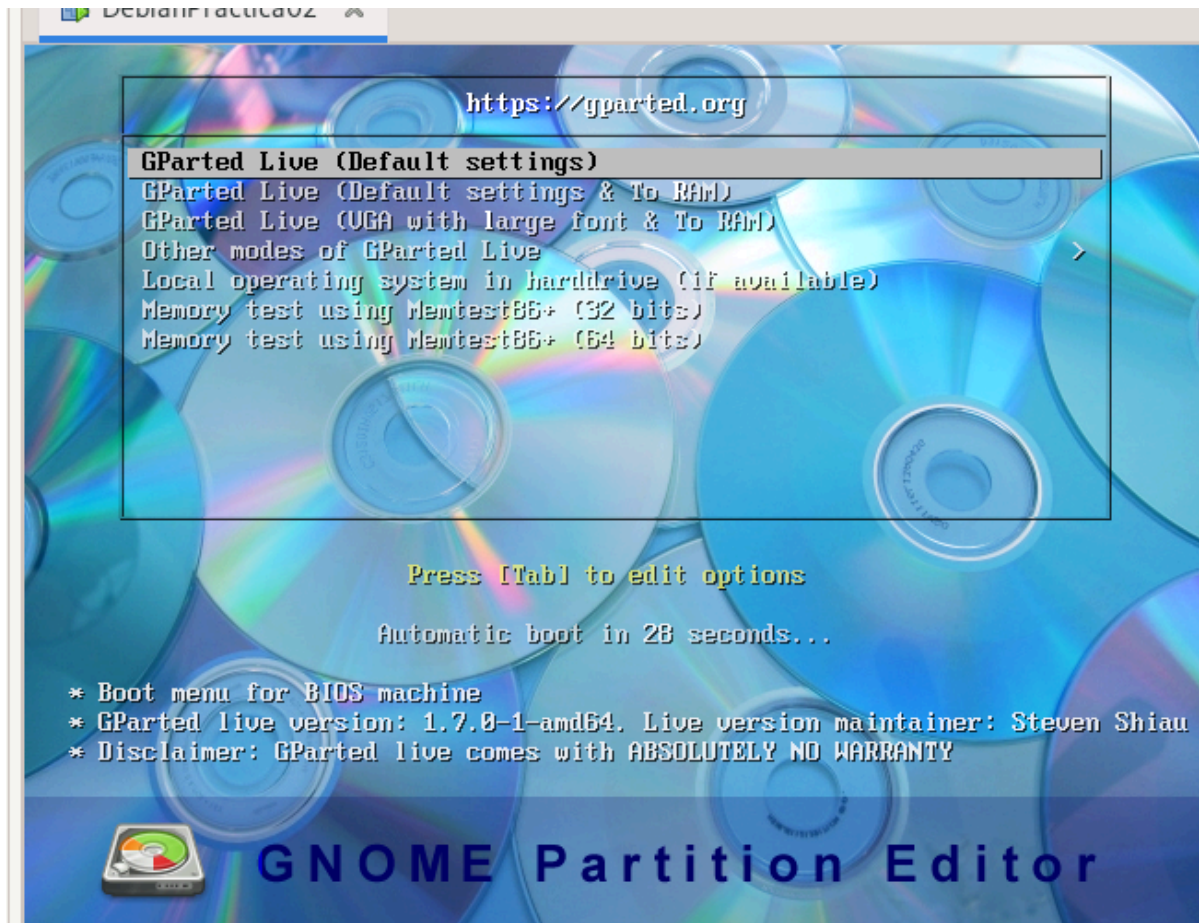 DebianPractica02
https://gparted.org
GParted Live (Default settings)
GParted Live (Default settings & To RAM)
GParted Live (VGA with large font & To RAM)
Other modes of GParted Live >
Local operating system in harddrive (if available)
Memory test using Memtest86+ (32 bits)
Memory test using Memtest86+ (64 bits)
Press [Tab] to edit options
Automatic boot in 28 seconds...
* Boot menu for BIOS machine
* GParted live version: 1.7.0-1-amd64. Live version maintainer: Steven Shiau
* Disclaimer: GParted live comes with ABSOLUTELY NO WARRANTY
GNOME Partition Editor